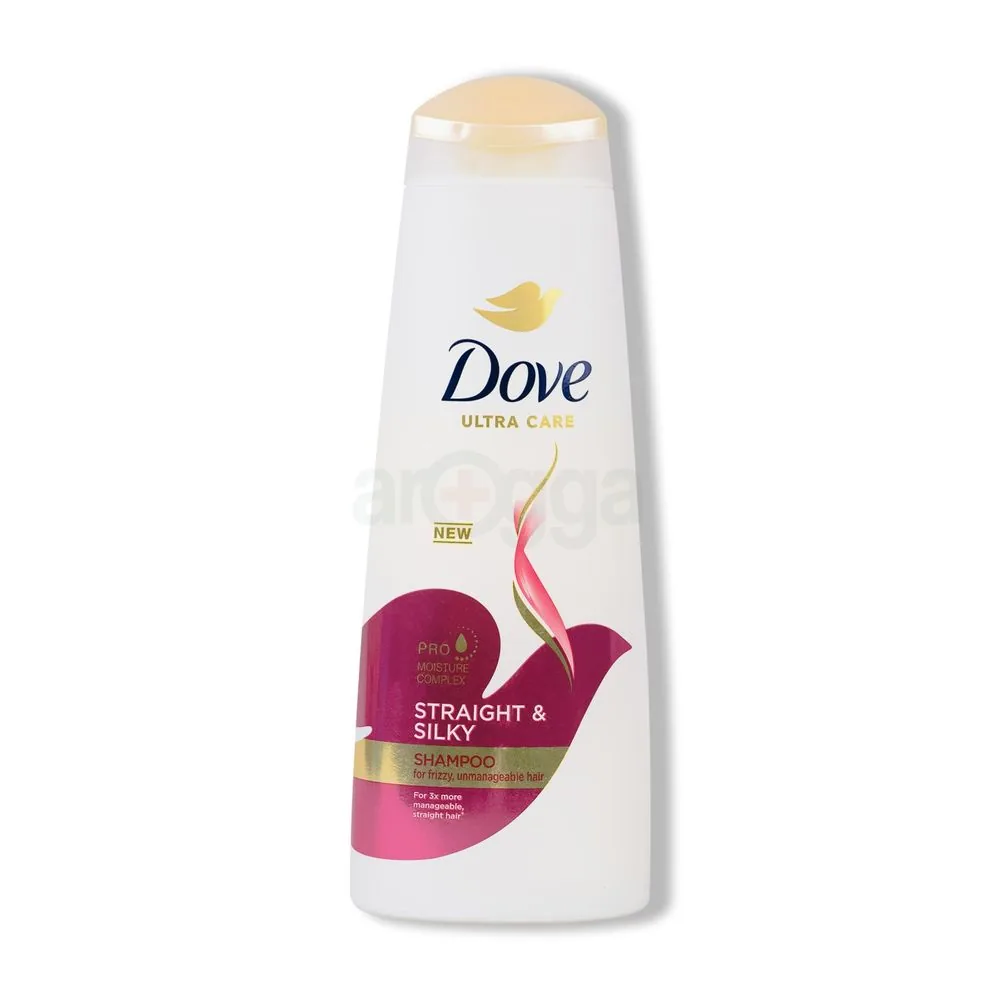 Dove
ULTRA CARE
arogga
NEW
PRO
MOISTURE
COMPLEX
STRAIGHT &
SILKY
SHAMPOO
for frizzy, unmanageable hair
For 3x more
manageable,
straight hair*